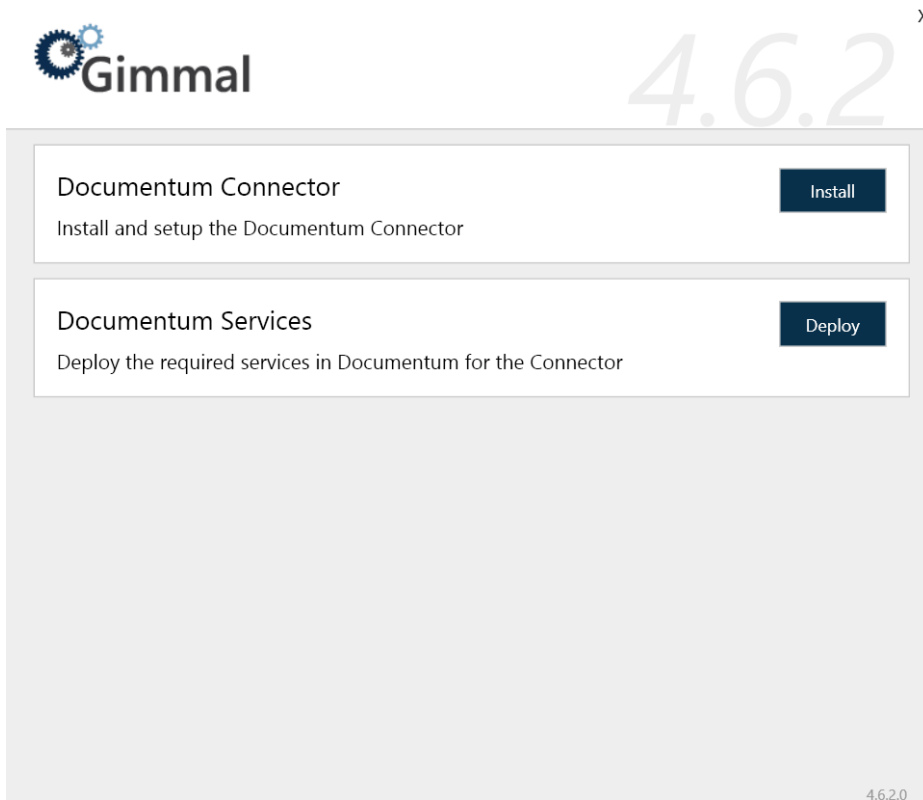 x
Gimmal
4.6.2
Documentum Connector
Install and setup the Documentum Connector
Install
Documentum Services
Deploy the required services in Documentum for the Connector
Deploy
4.6.2.0